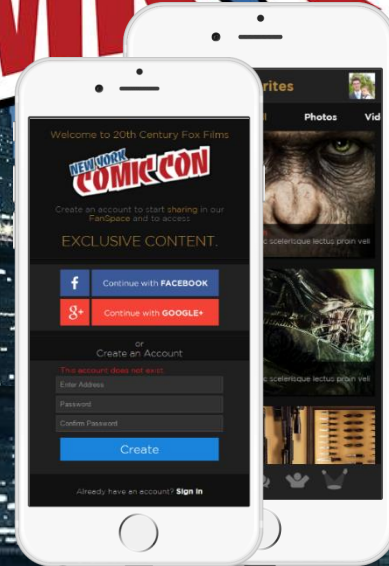 Welcome to 20th Century Fox Films
NEW YORK
COMIC CON
Create an account to start sharing in our
FanSpace and to access
EXCLUSIVE CONTENT.
f Continue with FACEBOOK
g+ Continue with GOOGLE+
or
Create an Account
This account does not exist
Enter Address
Password
Confirm Password
Create
Already have an account? Sign In
rites
Photos Vid
c scelerisque lectus proin veli
c scelerisque lectus proin veli